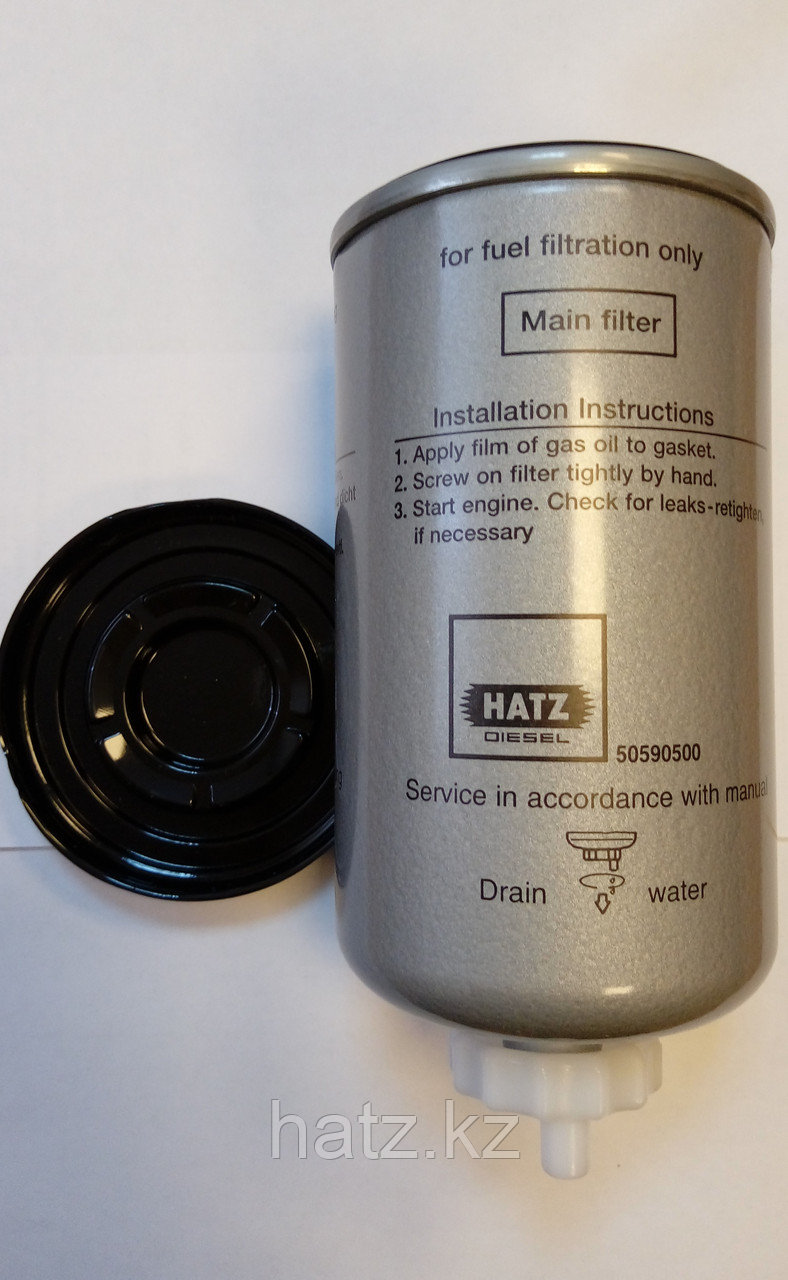 for fuel filtration only
Main filter
Installation Instructions
1. Apply film of gas oil to gasket.
2. Screw on filter tightly by hand.
3. Start engine. Check for leaks-retighten,
if necessary
HATZ
DIESEL
50590500
Service in accordance with manual
Drain water
hatz.kz